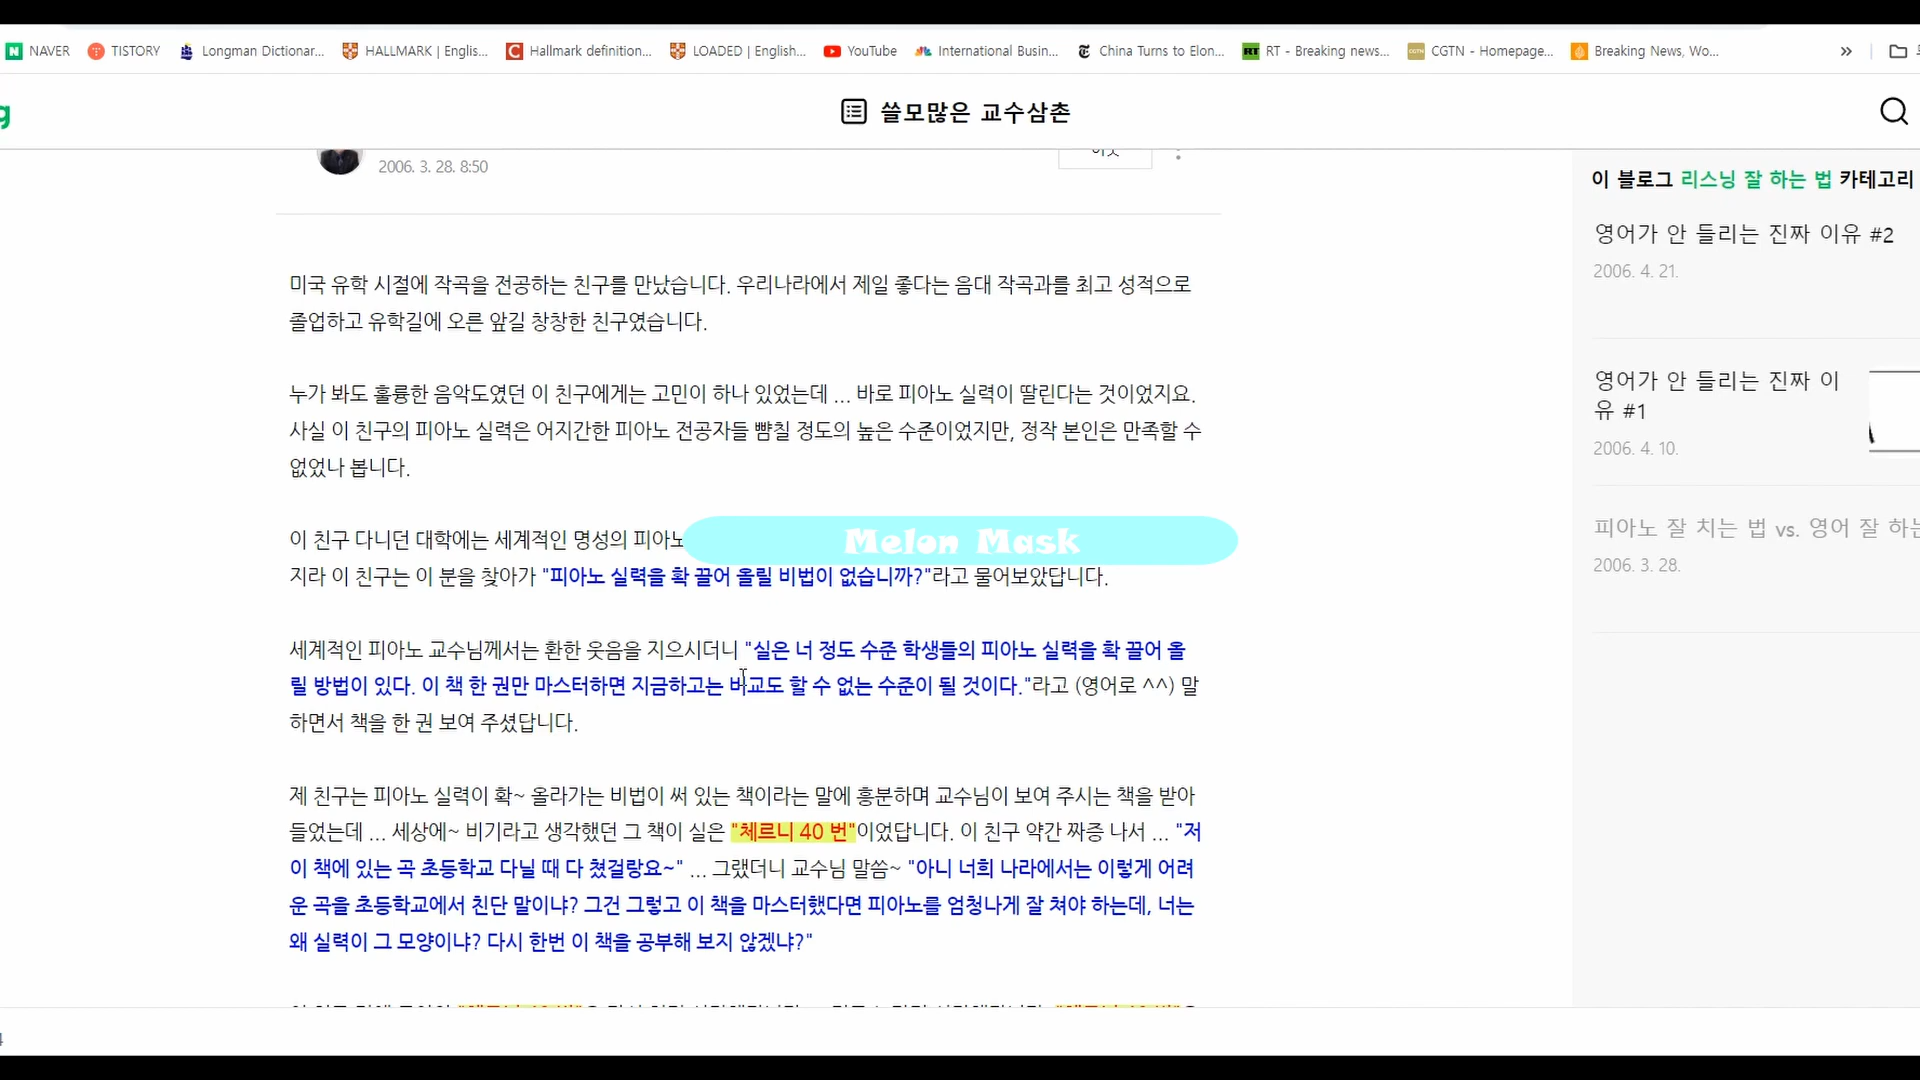 NAVER TISTORY Longman Dictionar... HALLMARK | Englis... Hallmark definition... LOADED | English... YouTube International Busin... China Turns to Elon... RT - Breaking news... CGTN - Homepage... Breaking News, Wo... »
쓸모많은 교수삼촌
2006. 3. 28. 8:50
미국 유학 시절에 작곡을 전공하는 친구를 만났습니다. 우리나라에서 제일 좋다는 음대 작곡과를 최고 성적으로
졸업하고 유학길에 오른 앞길 창창한 친구였습니다.
누가 봐도 훌륭한 음악도였던 이 친구에게는 고민이 하나 있었는데 ... 바로 피아노 실력이 딸린다는 것이었지요.
사실 이 친구의 피아노 실력은 어지간한 피아노 전공자들 뺨칠 정도의 높은 수준이었지만, 정작 본인은 만족할 수
없었나 봅니다.
이 친구 다니던 대학에는 세계적인 명성의 피아노
Melon Mask
지라 이 친구는 이 분을 찾아가 "피아노 실력을 확 끌어 올릴 비법이 없습니까?"라고 물어보았답니다.
세계적인 피아노 교수님께서는 환한 웃음을 지으시더니 "실은 너 정도 수준 학생들의 피아노 실력을 확 끌어 올
릴 방법이 있다. 이 책 한 권만 마스터하면 지금하고는 비교도 할 수 없는 수준이 될 것이다."라고 (영어로 ^^) 말
하면서 책을 한 권 보여 주셨답니다.
제 친구는 피아노 실력이 확~ 올라가는 비법이 써 있는 책이라는 말에 흥분하며 교수님이 보여 주시는 책을 받아
들었는데 ... 세상에~ 비기라고 생각했던 그 책이 실은 "체르니 40 번"이었답니다. 이 친구 약간 짜증 나서 ... "저
이 책에 있는 곡 초등학교 다닐 때 다 쳤걸랑요~" ... 그랬더니 교수님 말씀~ "아니 너희 나라에서는 이렇게 어려
운 곡을 초등학교에서 친단 말이냐? 그건 그렇고 이 책을 마스터했다면 피아노를 엄청나게 잘 쳐야 하는데, 너는
왜 실력이 그 모양이냐? 다시 한번 이 책을 공부해 보지 않겠냐?"
이 블로그 리스닝 잘 하는 법 카테고리
영어가 안 들리는 진짜 이유 #2
2006. 4. 21.
영어가 안 들리는 진짜 이
유 #1
2006. 4. 10.
피아노 잘 치는 법 vs. 영어 잘 하는
2006. 3. 28.